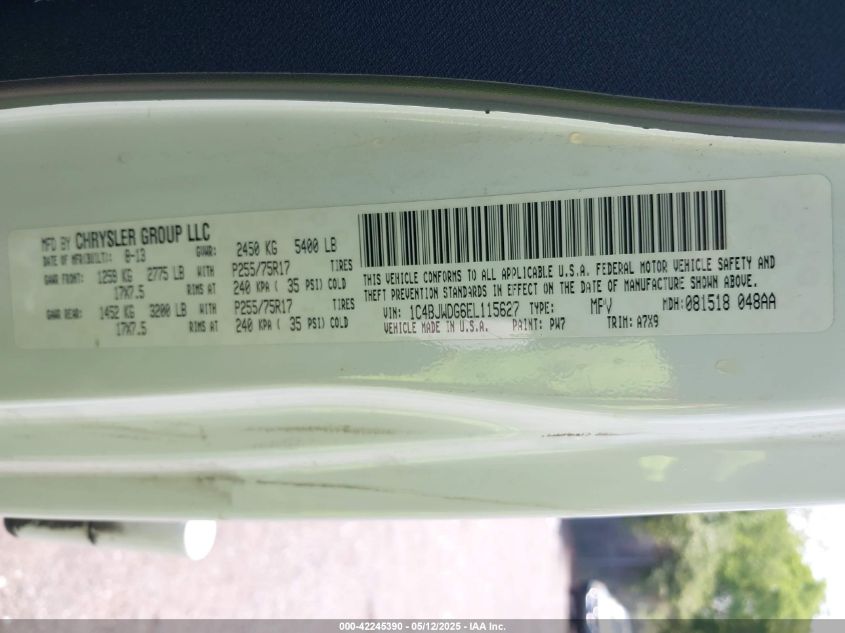 MFD BY CHRYSLER GROUP LLC
DATE OF MFR(BUILT): 8-13 GVWR: 2450 KG 5400 LB
GAWR FRONT: 1259 KG 2775 LB WITH P255/75R17 TIRES
17X7.5 RIMS AT 240 KPA ( 35 PSI) COLD
GAWR REAR: 1452 KG 3200 LB WITH P255/75R17 TIRES
17X7.5 RIMS AT 240 KPA ( 35 PSI) COLD
THIS VEHICLE CONFORMS TO ALL APPLICABLE U.S.A. FEDERAL MOTOR VEHICLE SAFETY AND
THEFT PREVENTION STANDARDS IN EFFECT ON THE DATE OF MANUFACTURE SHOWN ABOVE.
VIN: 1C4BJWDG6EL115627 TYPE: MPV MDH: 081518 048AA
VEHICLE MADE IN U.S.A. PAINT: PW7 TRIM: A7X9
000-42245390 - 05/12/2025 - IAA Inc.